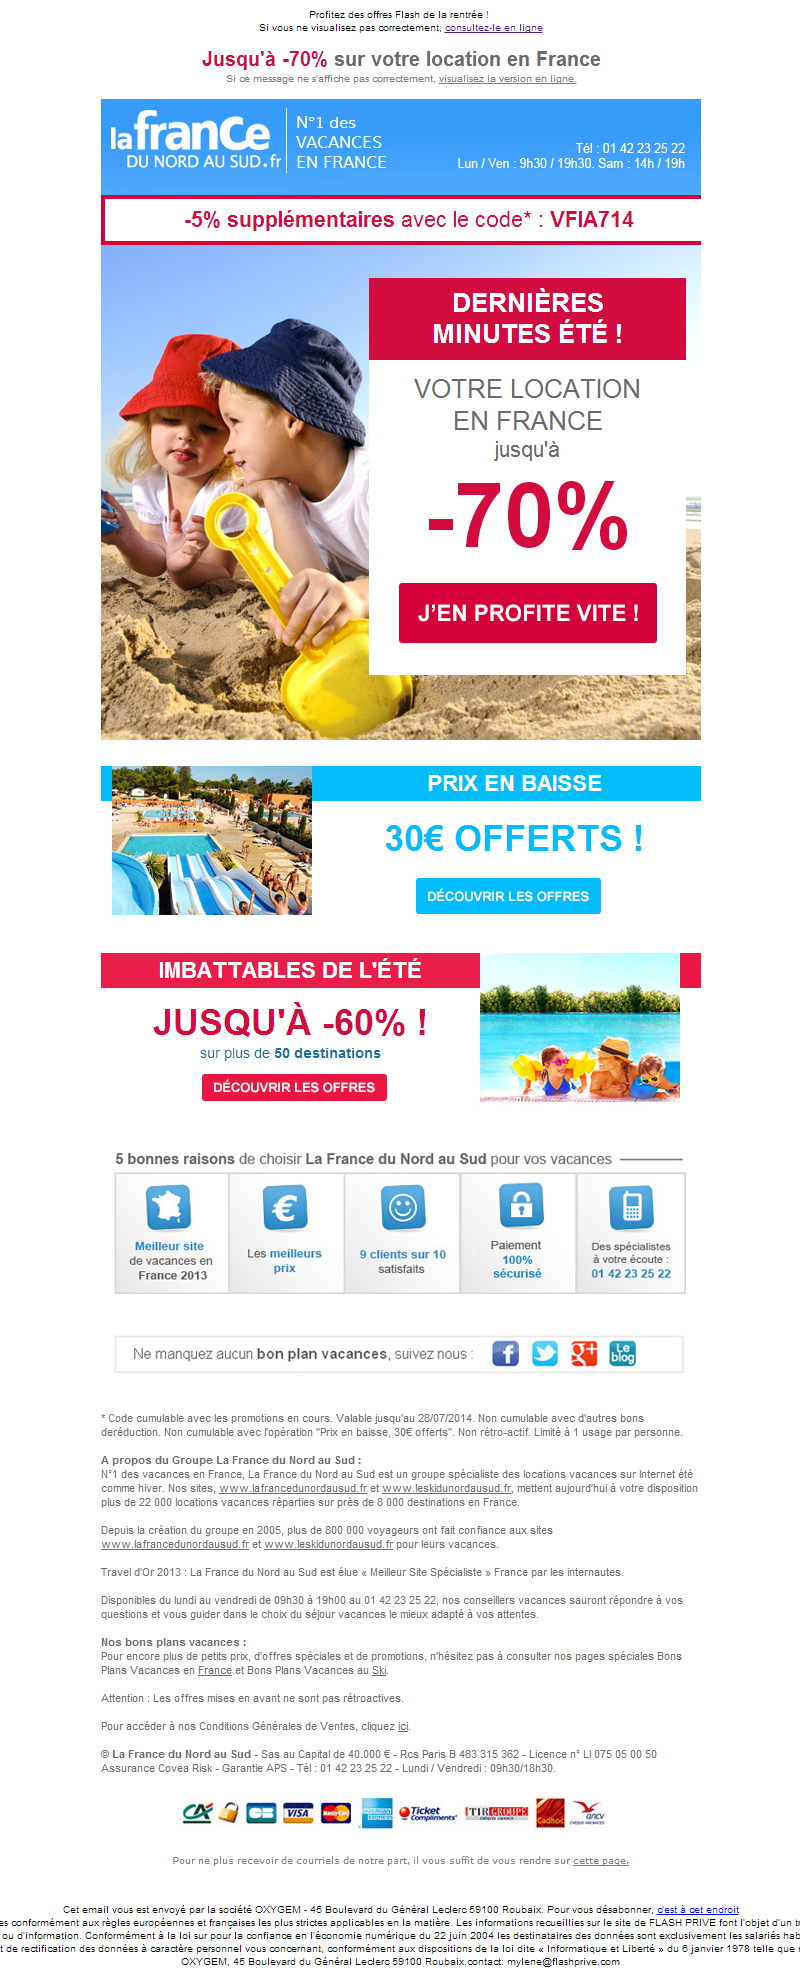 Profitez des offres Flash de la rentrée !
Si vous ne visualisez pas correctement, consultez-le en ligne
Jusqu'à -70% sur votre location en France
Si ce message ne s'affiche pas correctement, visualisez la version en ligne.
la france
DU NORD AU SUD.fr
N°1 des
VACANCES
EN FRANCE
Tél : 01 42 23 25 22
Lun / Ven : 9h30 / 19h30. Sam : 14h / 19h
-5% supplémentaires avec le code* : VFIA714
DERNIÈRES
MINUTES ÉTÉ !
VOTRE LOCATION
EN FRANCE
jusqu'à
-70%
J'EN PROFITE VITE !
PRIX EN BAISSE
30€ OFFERTS !
DÉCOUVRIR LES OFFRES
IMBATTABLES DE L'ÉTÉ
JUSQU'À -60% !
sur plus de 50 destinations
DÉCOUVRIR LES OFFRES
5 bonnes raisons de choisir La France du Nord au Sud pour vos vacances
Meilleur site
de vacances en
France 2013
Les meilleurs
prix
9 clients sur 10
satisfaits
Paiement
100%
sécurisé
Des spécialistes
à votre écoute :
01 42 23 25 22
Ne manquez aucun bon plan vacances, suivez nous :
Le
blog
* Code cumulable avec les promotions en cours. Valable jusqu'au 28/07/2014. Non cumulable avec d'autres bons
deréduction. Non cumulable avec l'opération "Prix en baisse, 30€ offerts". Non rétro-actif. Limité à 1 usage par personne.
A propos du Groupe La France du Nord au Sud :
N°1 des vacances en France, La France du Nord au Sud est un groupe spécialiste des locations vacances sur Internet été
comme hiver. Nos sites, www.lafrancedunordausud.fr et www.leskidunordausud.fr, mettent aujourd'hui à votre disposition
plus de 22 000 locations vacances réparties sur près de 8 000 destinations en France.
Depuis la création du groupe en 2005, plus de 800 000 voyageurs ont fait confiance aux sites
www.lafrancedunordausud.fr et www.leskidunordausud.fr pour leurs vacances.
Travel d'Or 2013 : La France du Nord au Sud est élue « Meilleur Site Spécialiste » France par les internautes.
Disponibles du lundi au vendredi de 09h30 à 19h00 au 01 42 23 25 22, nos conseillers vacances sauront répondre à vos
questions et vous guider dans le choix du séjour vacances le mieux adapté à vos attentes.
Nos bons plans vacances :
Pour encore plus de petits prix, d'offres spéciales et de promotions, n'hésitez pas à consulter nos pages spéciales Bons
Plans Vacances en France et Bons Plans Vacances au Ski.
Attention : Les offres mises en avant ne sont pas rétroactives.
Pour accéder à nos Conditions Générales de Ventes, cliquez ici.
© La France du Nord au Sud - Sas au Capital de 40.000 € - Rcs Paris B 483 315 362 - Licence n° LI 075 05 00 50
Assurance Covea Risk - Garantie APS - Tél : 01 42 23 25 22 - Lundi / Vendredi : 09h30/18h30.
CA CB VISA MasterCard AMERICAN EXPRESS Ticket Compliments TIR GROUPE Cadhoc ancv
Pour ne plus recevoir de courriels de notre part, il vous suffit de vous rendre sur cette page.
Cet email vous est envoyé par la société OXYGEM - 45 Boulevard du Général Leclerc 59100 Roubaix. Pour vous désabonner, c'est à cet endroit
es conformément aux règles européennes et françaises les plus strictes applicables en la matière. Les informations recueillies sur le site de FLASH PRIVE font l'objet d'un tr
ou d'information. Conformément à la loi sur pour la confiance en l'économie numérique du 22 juin 2004 les destinataires des données sont exclusivement les salariés hab
t de rectification des données à caractère personnel vous concernant, conformément aux dispositions de la loi dite « Informatique et Liberté » du 6 janvier 1978 telle que
OXYGEM, 45 Boulevard du Général Leclerc 59100 Roubaix.contact: mylene@flashprive.com